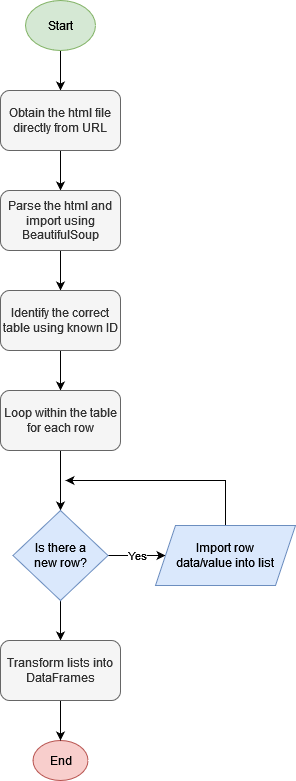 Start
Obtain the html file
directly from URL
Parse the html and
import using
BeautifulSoup
Identify the correct
table using known ID
Loop within the table
for each row
Is there a
new row?
Yes
Import row
data/value into list
Transform lists into
DataFrames
End